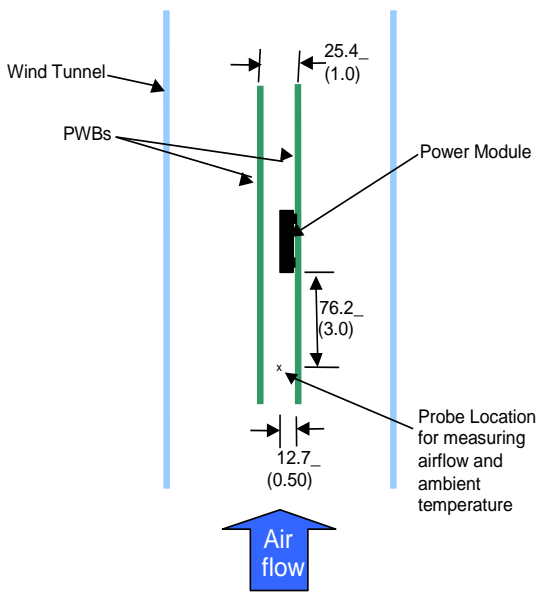 25.4_
(1.0)
Wind Tunnel
PWBs
Power Module
76.2_
(3.0)
x
Probe Location
for measuring
airflow and
ambient
temperature
12.7_
(0.50)
Air
flow